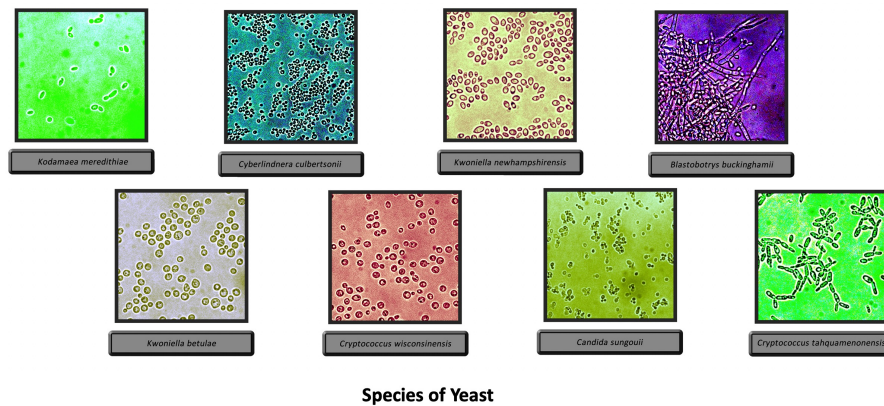 Kodamaea meredithiae
Cyberlindnera culbertsonii
Kwoniella newhampshirensis
Blastobotrys buckinghamii
Kwoniella betulae
Cryptococcus wisconsinensis
Candida sungouii
Cryptococcus tahquamenonensis
Species of Yeast